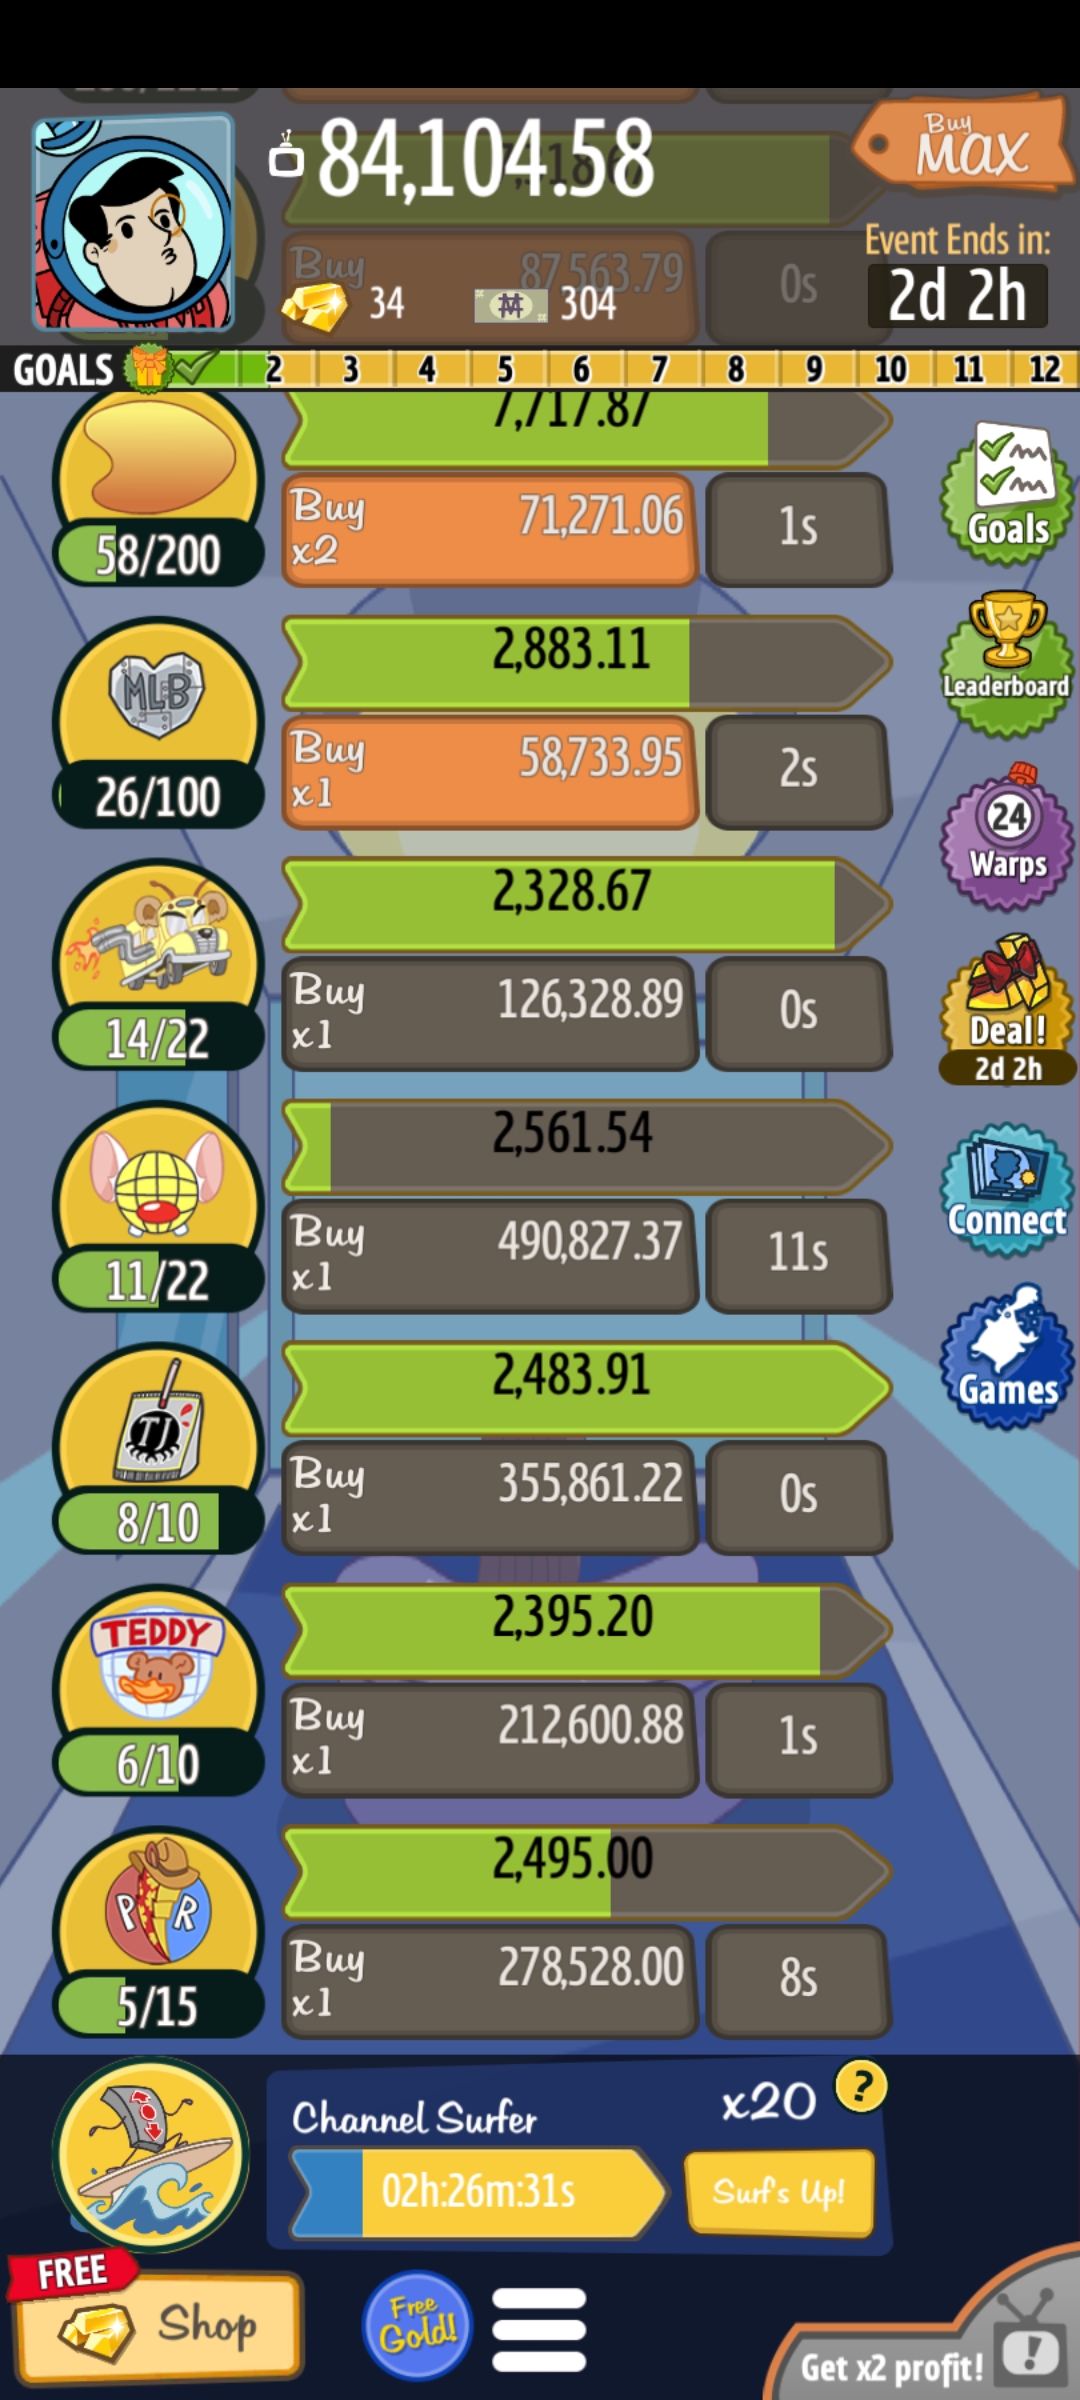 84,104.58
Buy
MAX
Event Ends in:
2d 2h
Buy
87,563.79
0s
34
304
GOALS 2 3 4 5 6 7 8 9 10 11 12
7,717.87
58/200
Buy
x2
71,271.06
1s
Goals
MLB
26/100
2,883.11
Buy
x1
58,733.95
2s
Leaderboard
14/22
2,328.67
Buy
x1
126,328.89
0s
24
Warps
Deal!
2d 2h
11/22
2,561.54
Buy
x1
490,827.37
11s
Connect
TJ
8/10
2,483.91
Buy
x1
355,861.22
0s
Games
TEDDY
6/10
2,395.20
Buy
x1
212,600.88
1s
P R
5/15
2,495.00
Buy
x1
278,528.00
8s
Channel Surfer
x20
?
02h:26m:31s
Surf's Up!
FREE
Shop
Free
Gold!
Get x2 profit!
!